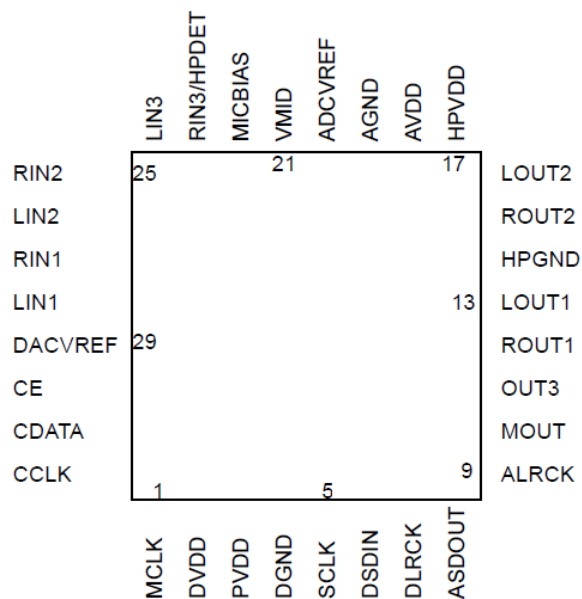 LIN3
RIN3/HPDET
MICBIAS
VMID
ADCVREF
AGND
AVDD
HPVDD
RIN2
25
21
17
LOUT2
LIN2
ROUT2
RIN1
HPGND
LIN1
13
LOUT1
DACVREF
29
ROUT1
CE
OUT3
CDATA
MOUT
CCLK
1
5
9
ALRCK
MCLK
DVDD
PVDD
DGND
SCLK
DSDIN
DLRCK
ASDOUT